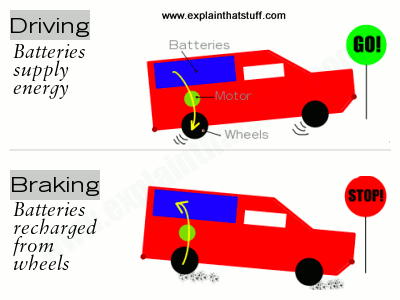 www.explainthatstuff.com
Driving
Batteries
supply
energy
Batteries
Motor
Wheels
GO!
Braking
Batteries
recharged
from
wheels
STOP!